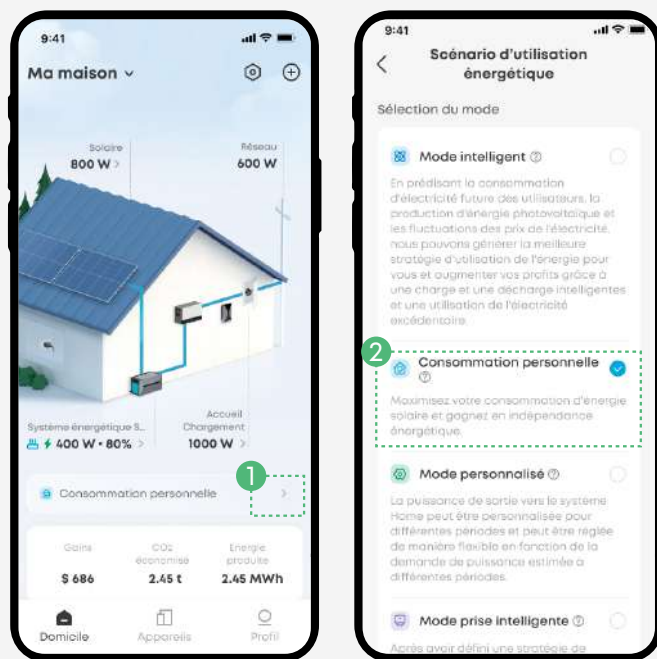 9:41
Ma maison
Solaire
800 W >
Réseau
600 W
Système énergétique S...
400 W • 80% >
Accueil
Chargement
1000 W >
1
Consommation personnelle >
Gains
$ 686
CO2
économisé
2.45 t
Énergie
produite
2.45 MWh
Domicile
Appareils
Profil
9:41
Scénario d'utilisation
énergétique
Sélection du mode
Mode intelligent ?
En prédisant la consommation
d'électricité future des utilisateurs, la
production d'énergie photovoltaïque et
les fluctuations des prix de l'électricité,
nous pouvons générer la meilleure
stratégie d'utilisation de l'énergie pour
vous et augmenter vos profits grâce à
une charge et une décharge intelligentes
et une utilisation de l'électricité
excédentaire.
2
Consommation personnelle
?
Maximisez votre consommation d'énergie
solaire et gagnez en indépendance
énergétique.
Mode personnalisé ?
La puissance de sortie vers le système
Home peut être personnalisée pour
différentes périodes et peut être réglée
de manière flexible en fonction de la
demande de puissance estimée à
différentes périodes.
Mode prise intelligente ?
Après avoir défini une stratégie de